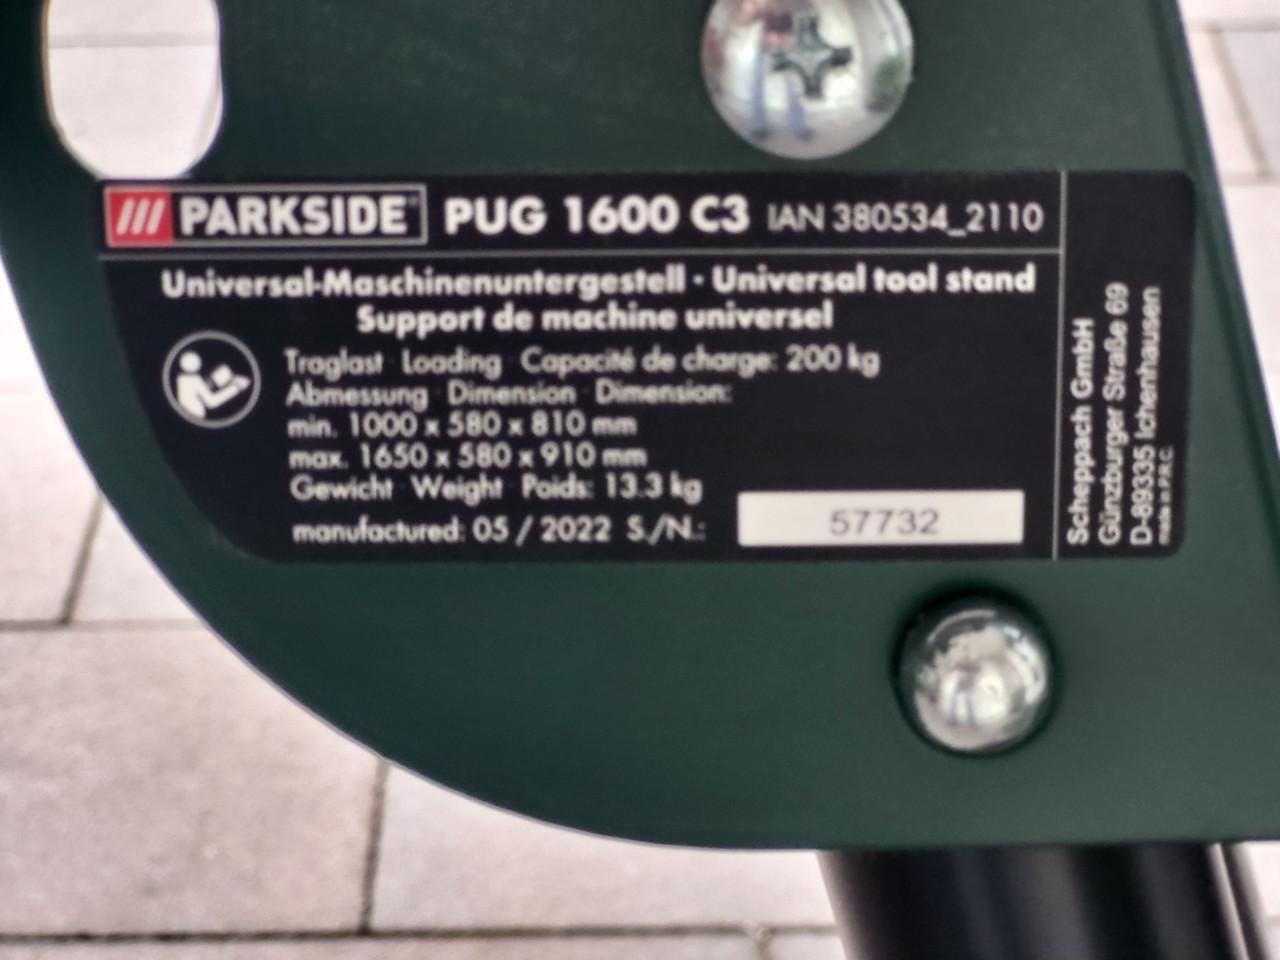 PARKSIDE® PUG 1600 C3 IAN 380534_2110
Universal-Maschinenuntergestell · Universal tool stand
Support de machine universel
Traglast · Loading · Capacité de charge: 200 kg
Abmessung · Dimension · Dimension:
min. 1000 x 580 x 810 mm
max. 1650 x 580 x 910 mm
Gewicht · Weight · Poids: 13.3 kg
manufactured: 05 / 2022 S./N.: 57732
Scheppach GmbH
Günzburger Straße 69
D-89335 Ichenhausen
made in P.R.C.